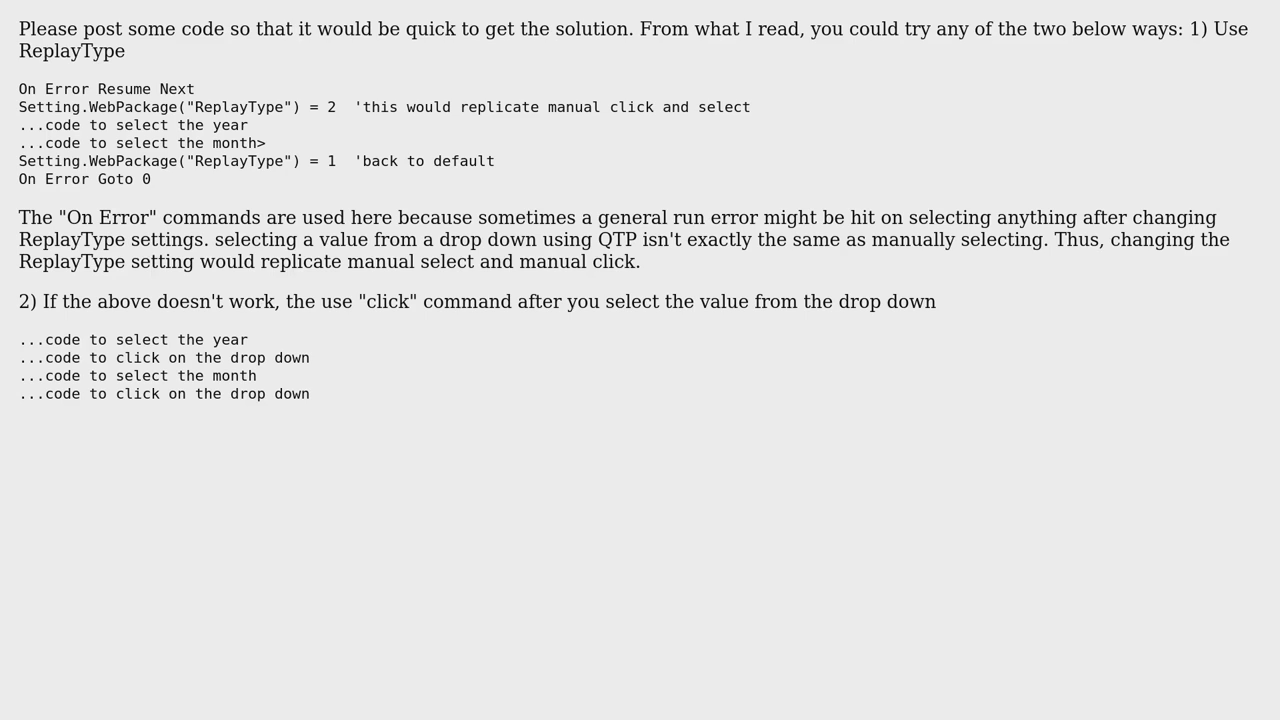 Please post some code so that it would be quick to get the solution. From what I read, you could try any of the two below ways: 1) Use
ReplayType
On Error Resume Next
Setting.WebPackage("ReplayType") = 2  'this would replicate manual click and select
...code to select the year
...code to select the month>
Setting.WebPackage("ReplayType") = 1  'back to default
On Error Goto 0
The "On Error" commands are used here because sometimes a general run error might be hit on selecting anything after changing
ReplayType settings. selecting a value from a drop down using QTP isn't exactly the same as manually selecting. Thus, changing the
ReplayType setting would replicate manual select and manual click.
2) If the above doesn't work, the use "click" command after you select the value from the drop down
...code to select the year
...code to click on the drop down
...code to select the month
...code to click on the drop down